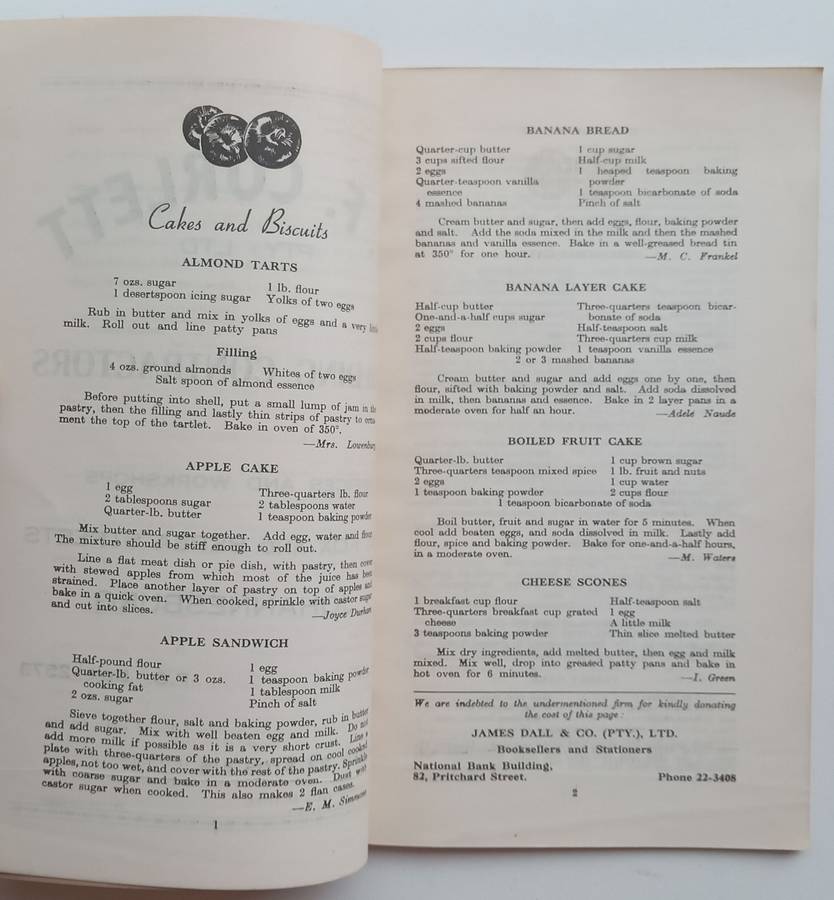 Cakes and Biscuits
ALMOND TARTS
7 ozs. sugar
1 lb. flour
1 desertspoon icing sugar
Yolks of two eggs
Rub in butter and mix in yolks of eggs and a very
milk. Roll out and line patty pans
Filling
4 ozs. ground almonds
Whites of two eggs
Salt spoon of almond essence
Before putting into shell, put a small lump of jam in the
pastry, then the filling and lastly thin strips of pastry to
ment the top of the tartlet. Bake in oven of 350°.
—Mrs. Lowenburg
APPLE CAKE
1 egg
Three-quarters lb. flour
2 tablespoons sugar
2 tablespoons water
Quarter-lb. butter
1 teaspoon baking powder
Mix butter and sugar together. Add egg, water and flour
The mixture should be stiff enough to roll out.
Line a flat meat dish or pie dish, with pastry, then cover
with stewed apples from which most of the juice has been
strained. Place another layer of pastry on top of apples and
bake in a quick oven. When cooked, sprinkle with castor sugar
and cut into slices.
—Joyce Durham
APPLE SANDWICH
Half-pound flour
1 egg
Quarter-lb. butter or 3 ozs.
cooking fat
1 teaspoon baking powder
1 tablespoon milk
2 ozs. sugar
Pinch of salt
Sieve together flour, salt and baking powder, rub in butter
and add sugar. Mix with well beaten egg and milk. Do not
add more milk if possible as it is a very short crust. Line a
plate with three-quarters of the pastry, spread on cool cooked
apples, not too wet, and cover with the rest of the pastry. Sprinkle
with coarse sugar and bake in a moderate oven. Dust with
castor sugar when cooked. This also makes 2 flan cases.
—E. M. Simmons
1
BANANA BREAD
Quarter-cup butter
1 cup sugar
3 cups sifted flour
Half-cup milk
2 eggs
1 heaped teaspoon baking
powder
Quarter-teaspoon vanilla
essence
1 teaspoon bicarbonate of soda
4 mashed bananas
Pinch of salt
Cream butter and sugar, then add eggs, flour, baking powder
and salt. Add the soda mixed in the milk and then the mashed
bananas and vanilla essence. Bake in a well-greased bread tin
at 350° for one hour.
—M. C. Frankel
BANANA LAYER CAKE
Half-cup butter
Three-quarters teaspoon bicar-
bonate of soda
One-and-a-half cups sugar
2 eggs
Half-teaspoon salt
2 cups flour
Three-quarters cup milk
Half-teaspoon baking powder
1 teaspoon vanilla essence
2 or 3 mashed bananas
Cream butter and sugar and add eggs one by one, then
flour, sifted with baking powder and salt. Add soda dissolved
in milk, then bananas and essence. Bake in 2 layer pans in a
moderate oven for half an hour.
—Adele Naude
BOILED FRUIT CAKE
Quarter-lb. butter
1 cup brown sugar
Three-quarters teaspoon mixed spice
1 lb. fruit and nuts
2 eggs
1 cup water
1 teaspoon baking powder
2 cups flour
1 teaspoon bicarbonate of soda
Boil butter, fruit and sugar in water for 5 minutes. When
cool add beaten eggs, and soda dissolved in milk. Lastly add
flour, spice and baking powder. Bake for one-and-a-half hours,
in a moderate oven.
—M. Waters
CHEESE SCONES
1 breakfast cup flour
Half-teaspoon salt
Three-quarters breakfast cup grated
cheese
1 egg
A little milk
3 teaspoons baking powder
Thin slice melted butter
Mix dry ingredients, add melted butter, then egg and milk
mixed. Mix well, drop into greased patty pans and bake in
hot oven for 6 minutes.
—I. Green
We are indebted to the undermentioned firm for kindly donating
the cost of this page:
JAMES DALL & CO. (PTY.), LTD.
Booksellers and Stationers
National Bank Building,
82, Pritchard Street.
Phone 22-3408
2